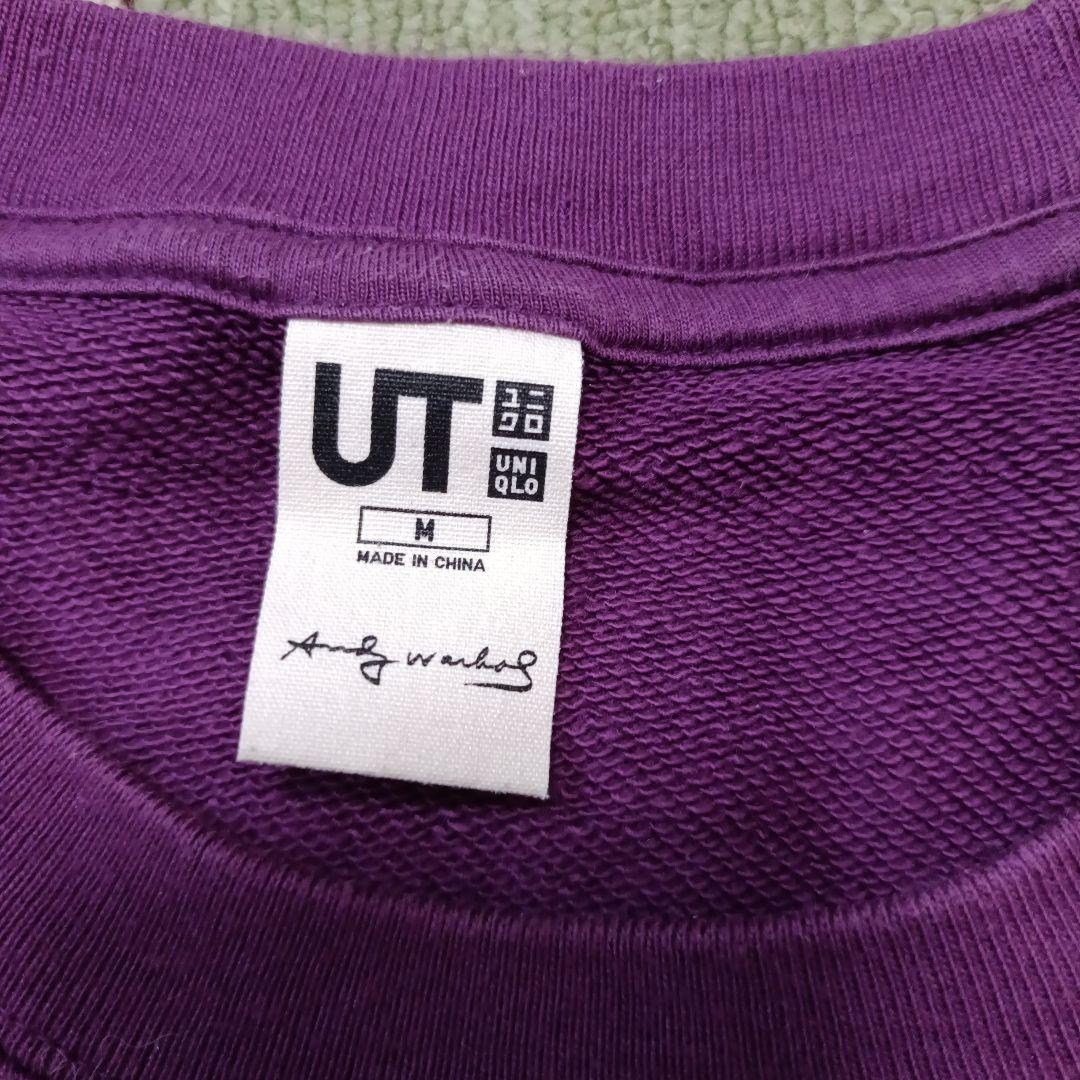 UT
ユニ
クロ
UNI
QLO
M
MADE IN CHINA
Andy Warhol